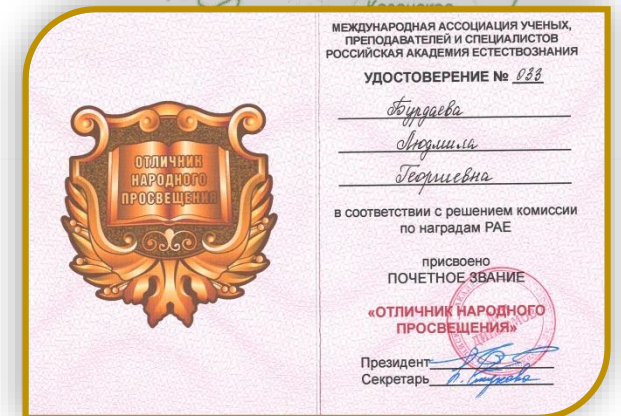 Казанское
ОТЛИЧНИК
НАРОДНОГО
ПРОСВЕЩЕНИЯ
МЕЖДУНАРОДНАЯ АССОЦИАЦИЯ УЧЕНЫХ,
ПРЕПОДАВАТЕЛЕЙ И СПЕЦИАЛИСТОВ
РОССИЙСКАЯ АКАДЕМИЯ ЕСТЕСТВОЗНАНИЯ
УДОСТОВЕРЕНИЕ № 033
Бурдаева
Людмила
Георгиевна
в соответствии с решением комиссии
по наградам РАЕ
присвоено
ПОЧЕТНОЕ ЗВАНИЕ
«ОТЛИЧНИК НАРОДНОГО
ПРОСВЕЩЕНИЯ»
Президент
Секретарь